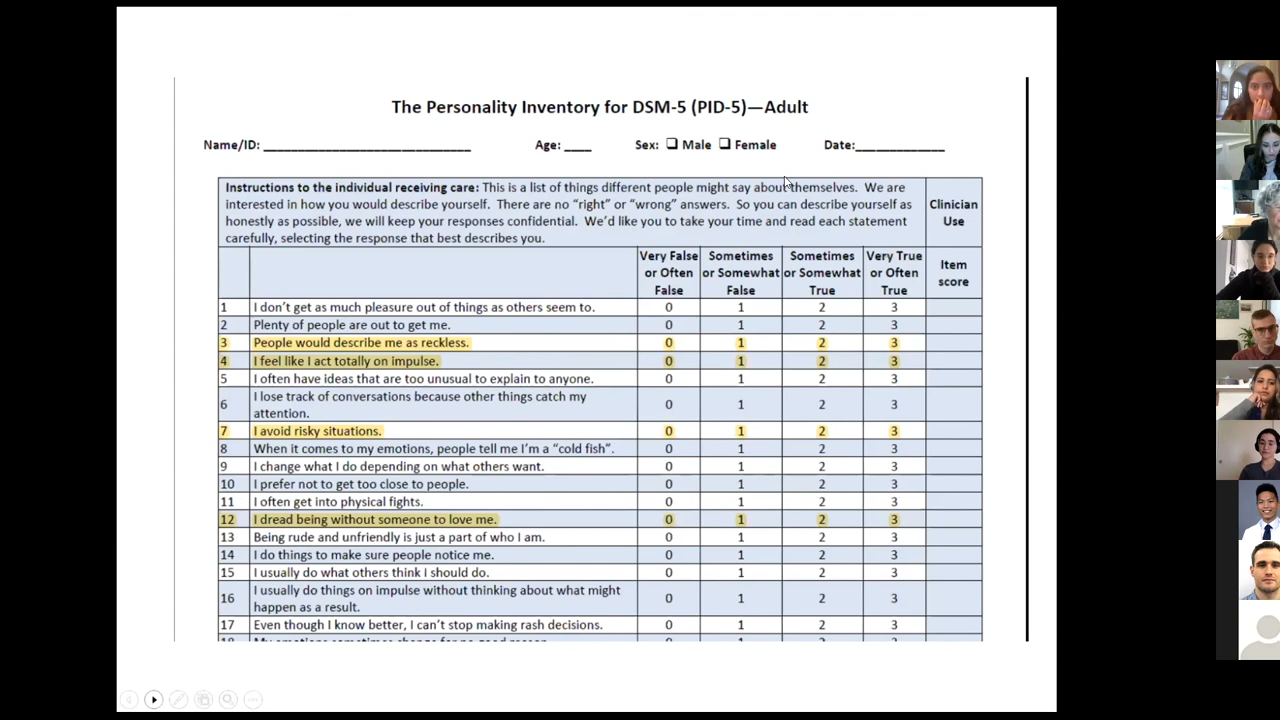 The Personality Inventory for DSM-5 (PID-5)—Adult
Name/ID: ______________________________ Age: ____ Sex: ❑ Male ❑ Female Date:_____________
Instructions to the individual receiving care: This is a list of things different people might say about themselves. We are
interested in how you would describe yourself. There are no “right” or “wrong” answers. So you can describe yourself as
honestly as possible, we will keep your responses confidential. We’d like you to take your time and read each statement
carefully, selecting the response that best describes you.
Clinician
Use
Very False
or Often
False
Sometimes
or Somewhat
False
Sometimes
or Somewhat
True
Very True
or Often
True
Item
score
1 I don’t get as much pleasure out of things as others seem to. 0 1 2 3
2 Plenty of people are out to get me. 0 1 2 3
3 People would describe me as reckless. 0 1 2 3
4 I feel like I act totally on impulse. 0 1 2 3
5 I often have ideas that are too unusual to explain to anyone. 0 1 2 3
6 I lose track of conversations because other things catch my
attention. 0 1 2 3
7 I avoid risky situations. 0 1 2 3
8 When it comes to my emotions, people tell me I’m a “cold fish”. 0 1 2 3
9 I change what I do depending on what others want. 0 1 2 3
10 I prefer not to get too close to people. 0 1 2 3
11 I often get into physical fights. 0 1 2 3
12 I dread being without someone to love me. 0 1 2 3
13 Being rude and unfriendly is just a part of who I am. 0 1 2 3
14 I do things to make sure people notice me. 0 1 2 3
15 I usually do what others think I should do. 0 1 2 3
16 I usually do things on impulse without thinking about what might
happen as a result. 0 1 2 3
17 Even though I know better, I can’t stop making rash decisions. 0 1 2 3